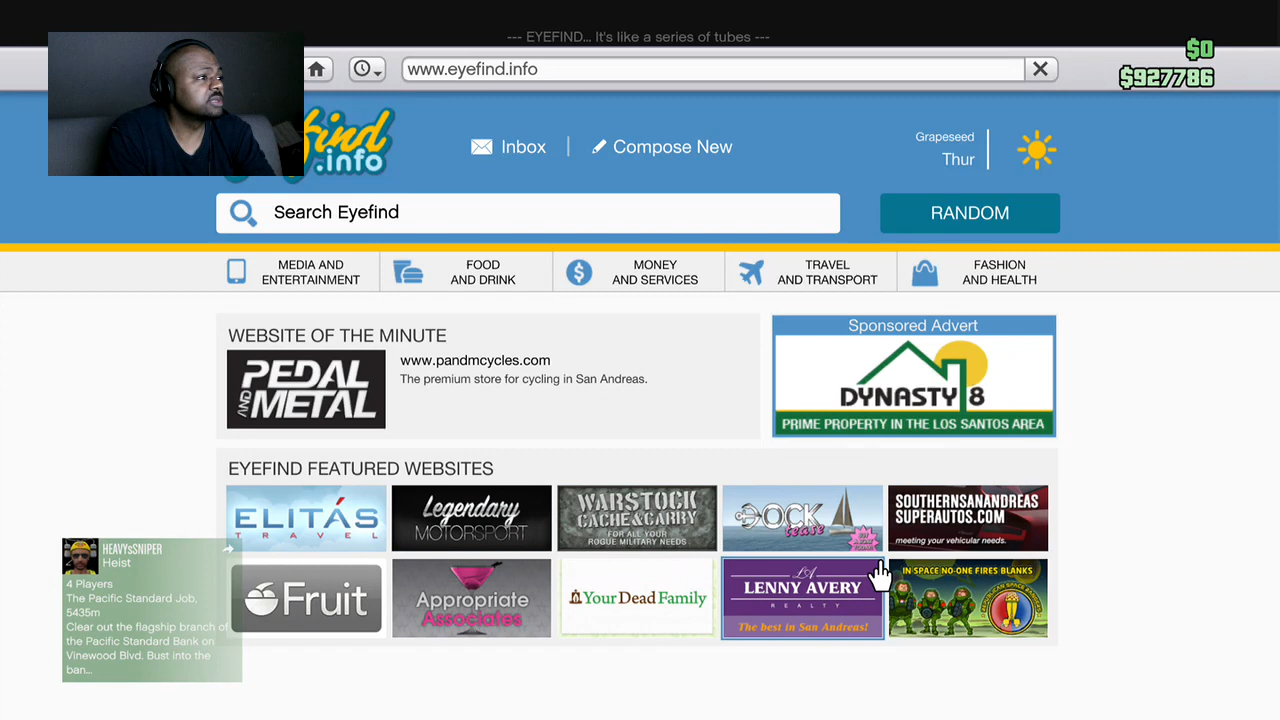 --- EYEFIND... It's like a series of tubes ---
www.eyefind.info
$0
$927786
find
.info
Inbox
Compose New
Grapeseed
Thur
Search Eyefind
RANDOM
MEDIA AND
ENTERTAINMENT
FOOD
AND DRINK
MONEY
AND SERVICES
TRAVEL
AND TRANSPORT
FASHION
AND HEALTH
WEBSITE OF THE MINUTE
PEDAL
AND METAL
www.pandmcycles.com
The premium store for cycling in San Andreas.
Sponsored Advert
DYNASTY 8
PRIME PROPERTY IN THE LOS SANTOS AREA
EYEFIND FEATURED WEBSITES
ELITÁS
TRAVEL
Legendary
MOTORSPORT
WARSTOCK
CACHE&CARRY
FOR ALL YOUR
ROGUE MILITARY NEEDS
DOCK
tease
SOUTHERNSANANDREAS
SUPERAUTOS.COM
meeting your vehicular needs.
Fruit
Appropriate
Associates
Your Dead Family
LA
LENNY AVERY
REALTY
The best in San Andreas!
IN SPACE NO-ONE FIRES BLANKS
HEAVYsSNIPER
Heist
4 Players
The Pacific Standard Job,
5435m
Clear out the flagship branch of
the Pacific Standard Bank on
Vinewood Blvd. Bust into the
ban...